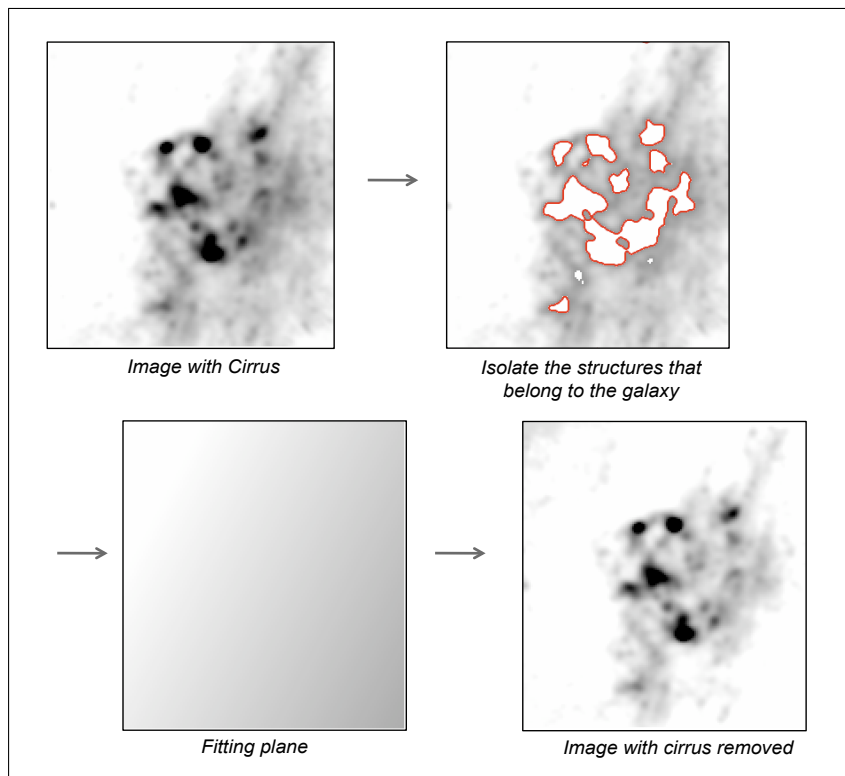 Image with Cirrus
Isolate the structures that
belong to the galaxy
Fitting plane
Image with cirrus removed